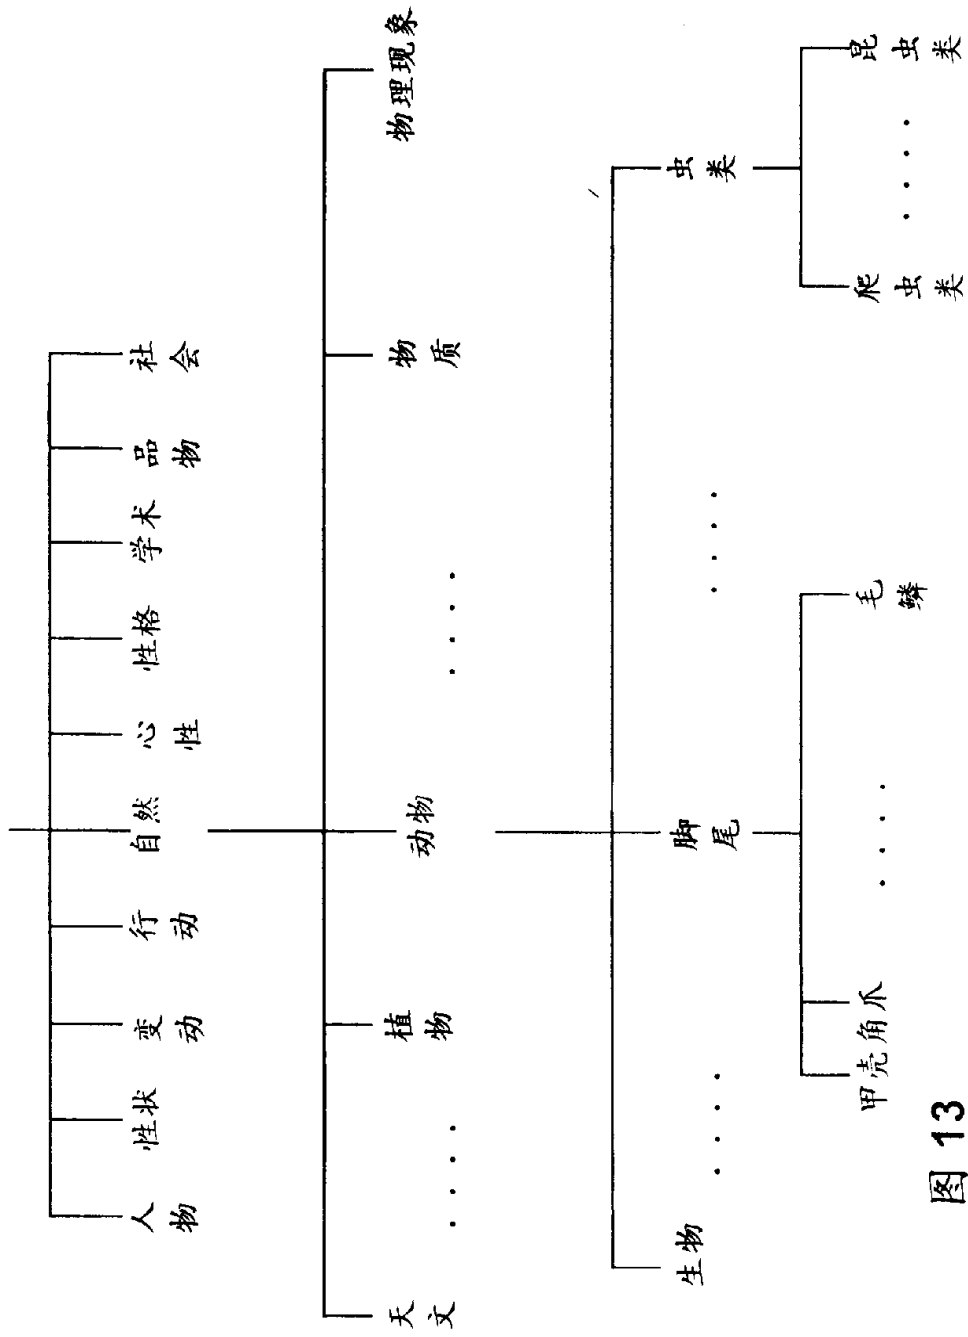 人物 性状 变动 行动 自然 心性 性格 学术 品物 社会
天文 ···· 植物 动物 ···· 物质 物理现象
生物 ···· 脚尾 ···· 虫类
甲壳 角爪 ···· 毛鳞 爬虫类 ···· 昆虫类
图 13